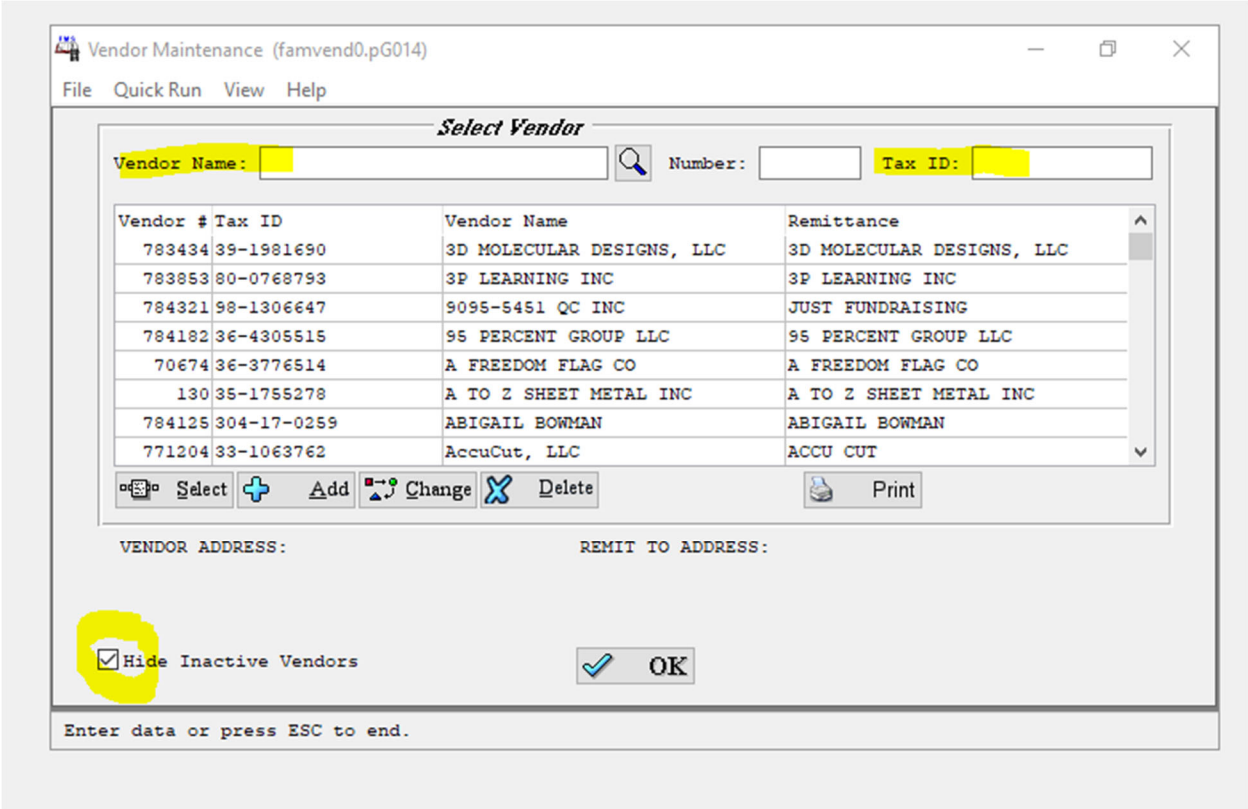 Vendor Maintenance (famvend0.pG014)
File Quick Run View Help
Select Vendor
Vendor Name: Number: Tax ID:
Vendor # Tax ID Vendor Name Remittance
783434 39-1981690 3D MOLECULAR DESIGNS, LLC 3D MOLECULAR DESIGNS, LLC
783853 80-0768793 3P LEARNING INC 3P LEARNING INC
784321 98-1306647 9095-5451 QC INC JUST FUNDRAISING
784182 36-4305515 95 PERCENT GROUP LLC 95 PERCENT GROUP LLC
70674 36-3776514 A FREEDOM FLAG CO A FREEDOM FLAG CO
130 35-1755278 A TO Z SHEET METAL INC A TO Z SHEET METAL INC
784125 304-17-0259 ABIGAIL BOWMAN ABIGAIL BOWMAN
771204 33-1063762 AccuCut, LLC ACCU CUT
Select Add Change Delete Print
VENDOR ADDRESS: REMIT TO ADDRESS:
Hide Inactive Vendors OK
Enter data or press ESC to end.